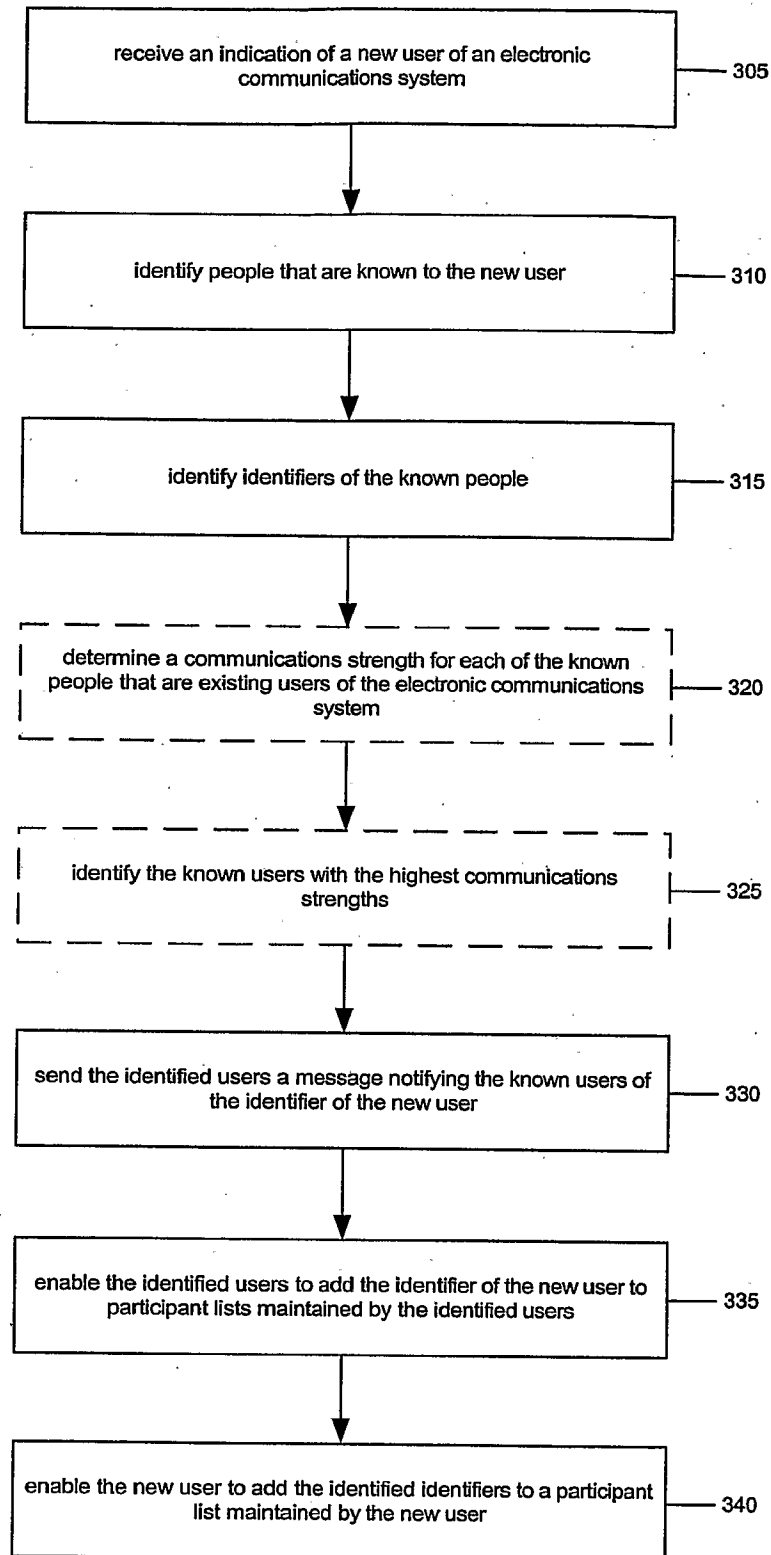 receive an indication of a new user of an electronic
communications system
305
identify people that are known to the new user
310
identify identifiers of the known people
315
determine a communications strength for each of the known
people that are existing users of the electronic communications
system
320
identify the known users with the highest communications
strengths
325
send the identified users a message notifying the known users of
the identifier of the new user
330
enable the identified users to add the identifier of the new user to
participant lists maintained by the identified users
335
enable the new user to add the identified identifiers to a participant
list maintained by the new user
340